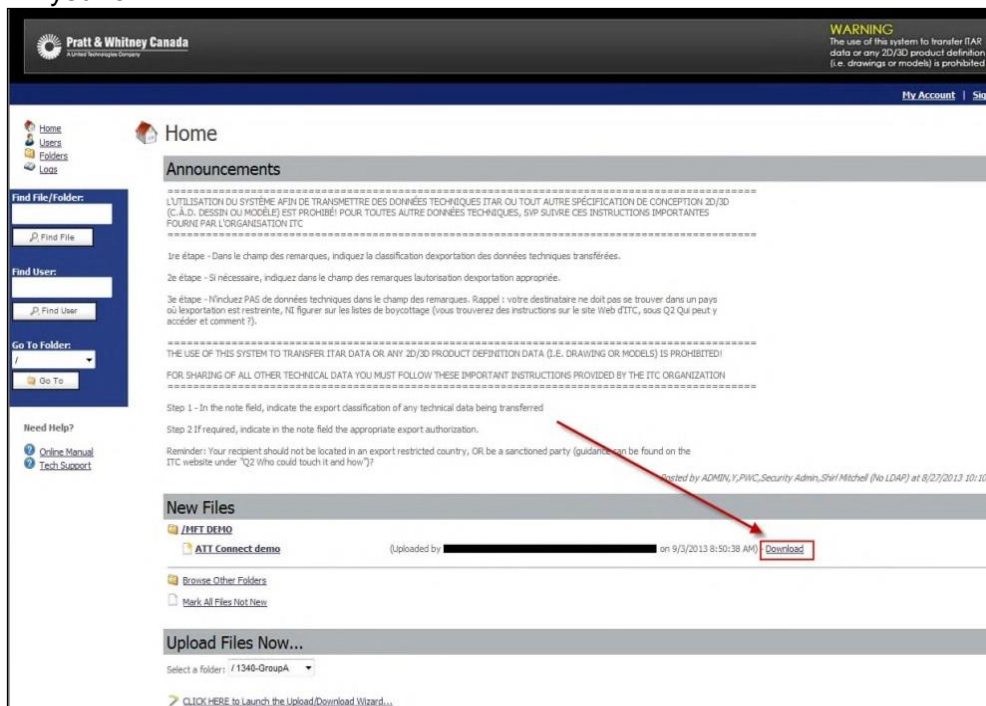 Pratt & Whitney Canada
A United Technologies Company
WARNING
The use of this system to transfer ITAR
data or any 2D/3D product definition
(i.e. drawings or models) is prohibited
My Account | Sig
Home
Users
Folders
Logs
Find File/Folder:
Find File
Find User:
Find User
Go To Folder:
/
Go To
Need Help?
Online Manual
Tech Support
Home
Announcements
L'UTILISATION DU SYSTÈME AFIN DE TRANSMETTRE DES DONNÉES TECHNIQUES ITAR OU TOUT AUTRE SPÉCIFICATION DE CONCEPTION 2D/3D
(C.À.D. DESSIN OU MODÈLE) EST PROHIBÉ! POUR TOUTES AUTRE DONNÉES TECHNIQUES, SVP SUIVRE CES INSTRUCTIONS IMPORTANTES
FOURNI PAR L'ORGANISATION ITC
1re étape - Dans le champ des remarques, indiquez la classification dexportation des données techniques transférées.
2e étape - Si nécessaire, indiquez dans le champ des remarques lautorisation dexportation appropriée.
3e étape - N'incluez PAS de données techniques dans le champ des remarques. Rappel : votre destinataire ne doit pas se trouver dans un pays
où lexportation est restreinte, NI figurer sur les listes de boycottage (vous trouverez des instructions sur le site Web d'ITC, sous Q2 Qui peut y
accéder et comment ?).
THE USE OF THIS SYSTEM TO TRANSFER ITAR DATA OR ANY 2D/3D PRODUCT DEFINITION DATA (I.E. DRAWING OR MODELS) IS PROHIBITED!
FOR SHARING OF ALL OTHER TECHNICAL DATA YOU MUST FOLLOW THESE IMPORTANT INSTRUCTIONS PROVIDED BY THE ITC ORGANIZATION
Step 1 - In the note field, indicate the export classification of any technical data being transferred
Step 2 If required, indicate in the note field the appropriate export authorization.
Reminder: Your recipient should not be located in an export restricted country, OR be a sanctioned party (guidance can be found on the
ITC website under "Q2 Who could touch it and how")?
Posted by ADMIN,Y,PWC,Security Admin,Shirl Mitchell (No LDAP) at 8/27/2013 10:10
New Files
/MFT DEMO
ATT Connect demo (Uploaded by on 9/3/2013 8:50:38 AM) Download
Browse Other Folders
Mark All Files Not New
Upload Files Now...
Select a folder: / 1340-GroupA
CLICK HERE to Launch the Upload/Download Wizard...